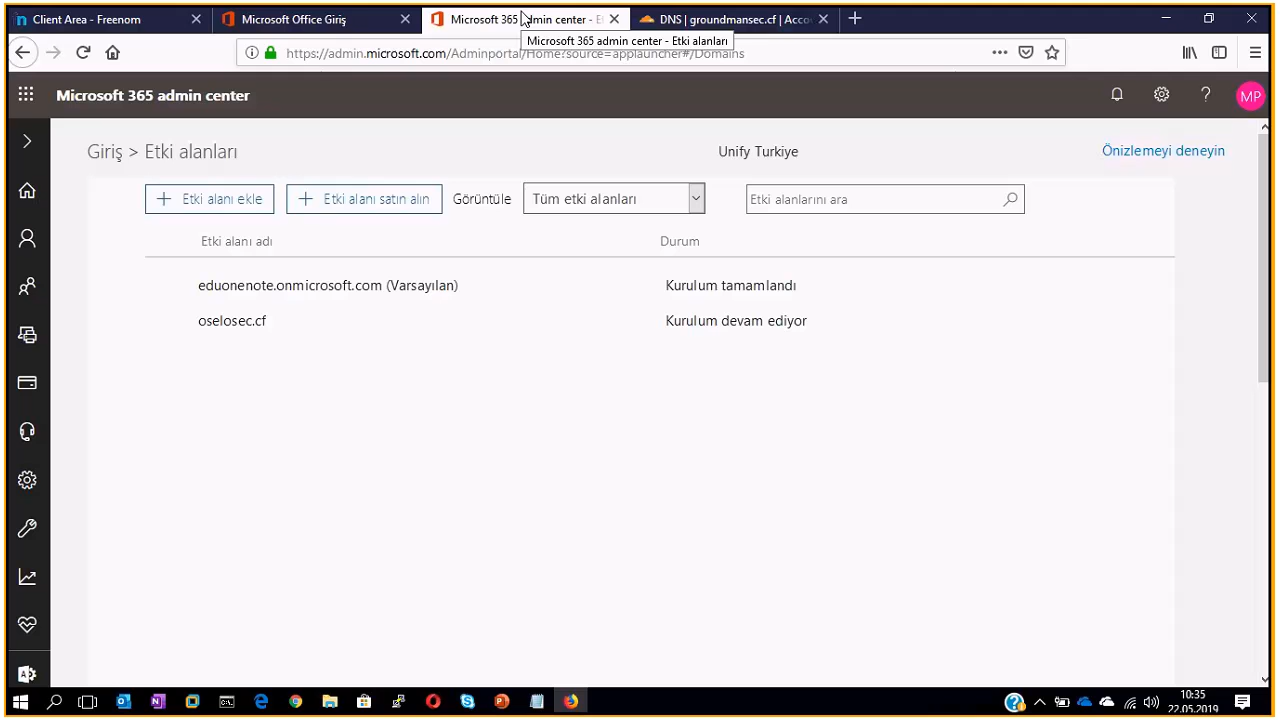 Client Area - Freenom
Microsoft Office Giriş
Microsoft 365 admin center - Et
DNS | groundmansec.cf | Acco
Microsoft 365 admin center - Etki alanları
https://admin.microsoft.com/Adminportal/Home?source=applauncher#/Domains
Microsoft 365 admin center
MP
Giriş > Etki alanları
Unify Turkiye
Önizlemeyi deneyin
Etki alanı ekle
Etki alanı satın alın
Görüntüle
Tüm etki alanları
Etki alanlarını ara
Etki alanı adı
Durum
eduonenote.onmicrosoft.com (Varsayılan)
Kurulum tamamlandı
oselosec.cf
Kurulum devam ediyor
10:35
22.05.2019